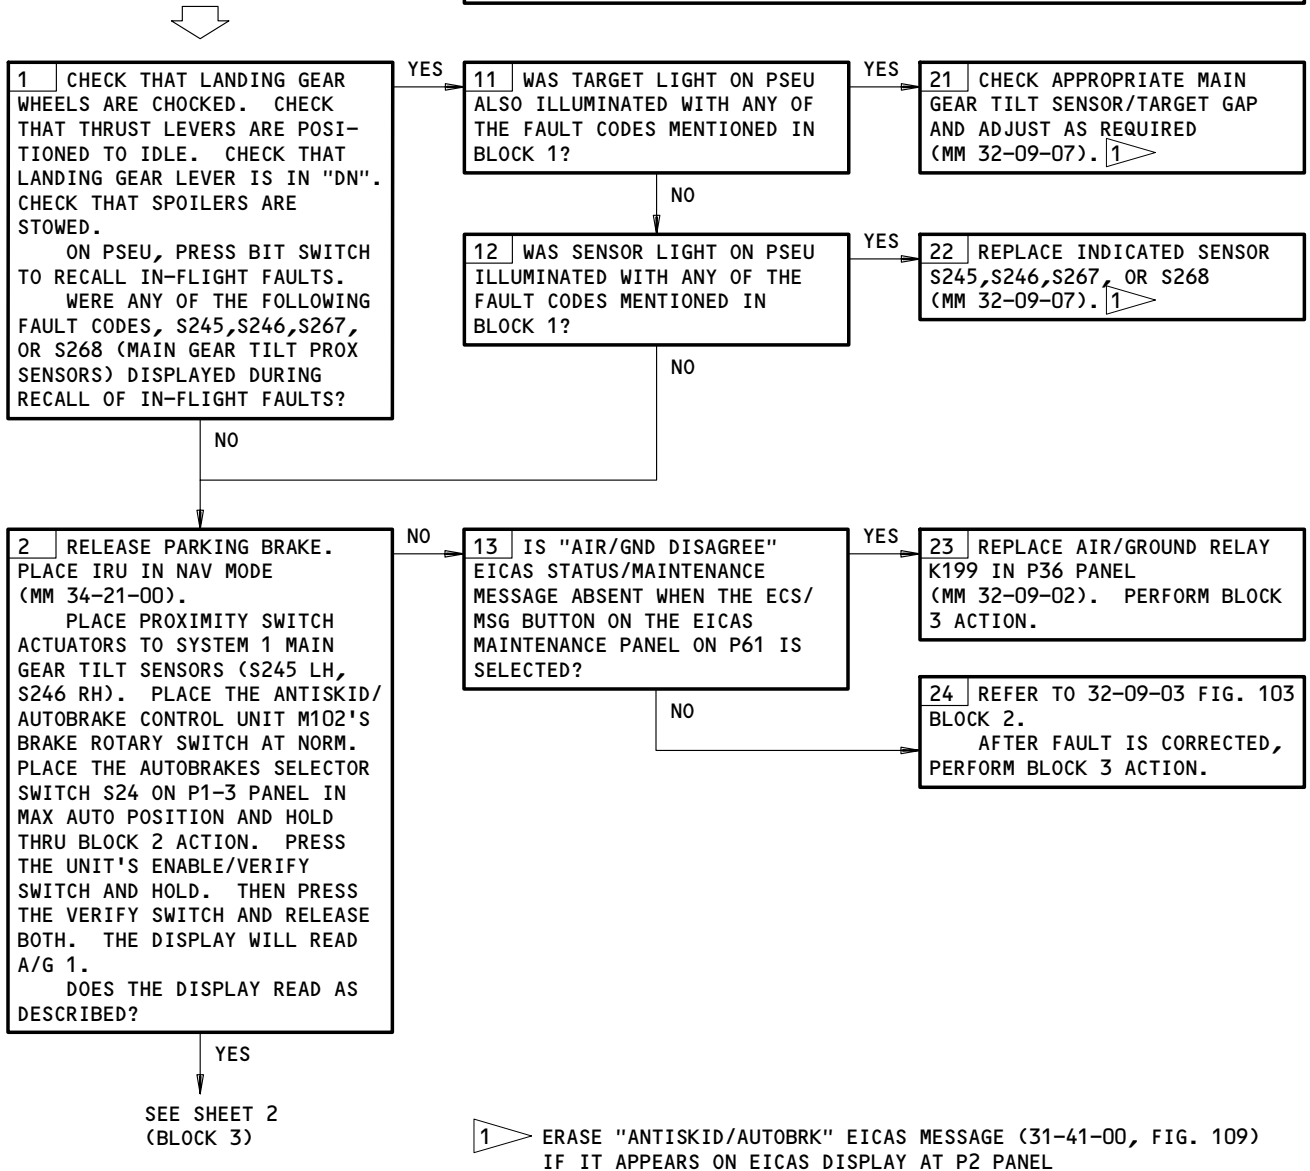 1 CHECK THAT LANDING GEAR
WHEELS ARE CHOCKED. CHECK
THAT THRUST LEVERS ARE POSI-
TIONED TO IDLE. CHECK THAT
LANDING GEAR LEVER IS IN "DN".
CHECK THAT SPOILERS ARE
STOWED.
ON PSEU, PRESS BIT SWITCH
TO RECALL IN-FLIGHT FAULTS.
WERE ANY OF THE FOLLOWING
FAULT CODES, S245,S246,S267,
OR S268 (MAIN GEAR TILT PROX
SENSORS) DISPLAYED DURING
RECALL OF IN-FLIGHT FAULTS?
YES
11 WAS TARGET LIGHT ON PSEU
ALSO ILLUMINATED WITH ANY OF
THE FAULT CODES MENTIONED IN
BLOCK 1?
YES
21 CHECK APPROPRIATE MAIN
GEAR TILT SENSOR/TARGET GAP
AND ADJUST AS REQUIRED
(MM 32-09-07). 1
NO
12 WAS SENSOR LIGHT ON PSEU
ILLUMINATED WITH ANY OF THE
FAULT CODES MENTIONED IN
BLOCK 1?
YES
22 REPLACE INDICATED SENSOR
S245,S246,S267, OR S268
(MM 32-09-07). 1
NO
NO
2 RELEASE PARKING BRAKE.
PLACE IRU IN NAV MODE
(MM 34-21-00).
PLACE PROXIMITY SWITCH
ACTUATORS TO SYSTEM 1 MAIN
GEAR TILT SENSORS (S245 LH,
S246 RH). PLACE THE ANTISKID/
AUTOBRAKE CONTROL UNIT M102'S
BRAKE ROTARY SWITCH AT NORM.
PLACE THE AUTOBRAKES SELECTOR
SWITCH S24 ON P1-3 PANEL IN
MAX AUTO POSITION AND HOLD
THRU BLOCK 2 ACTION. PRESS
THE UNIT'S ENABLE/VERIFY
SWITCH AND HOLD. THEN PRESS
THE VERIFY SWITCH AND RELEASE
BOTH. THE DISPLAY WILL READ
A/G 1.
DOES THE DISPLAY READ AS
DESCRIBED?
NO
13 IS "AIR/GND DISAGREE"
EICAS STATUS/MAINTENANCE
MESSAGE ABSENT WHEN THE ECS/
MSG BUTTON ON THE EICAS
MAINTENANCE PANEL ON P61 IS
SELECTED?
YES
23 REPLACE AIR/GROUND RELAY
K199 IN P36 PANEL
(MM 32-09-02). PERFORM BLOCK
3 ACTION.
NO
24 REFER TO 32-09-03 FIG. 103
BLOCK 2.
AFTER FAULT IS CORRECTED,
PERFORM BLOCK 3 ACTION.
YES
SEE SHEET 2
(BLOCK 3)
1 ERASE "ANTISKID/AUTOBRK" EICAS MESSAGE (31-41-00, FIG. 109)
IF IT APPEARS ON EICAS DISPLAY AT P2 PANEL